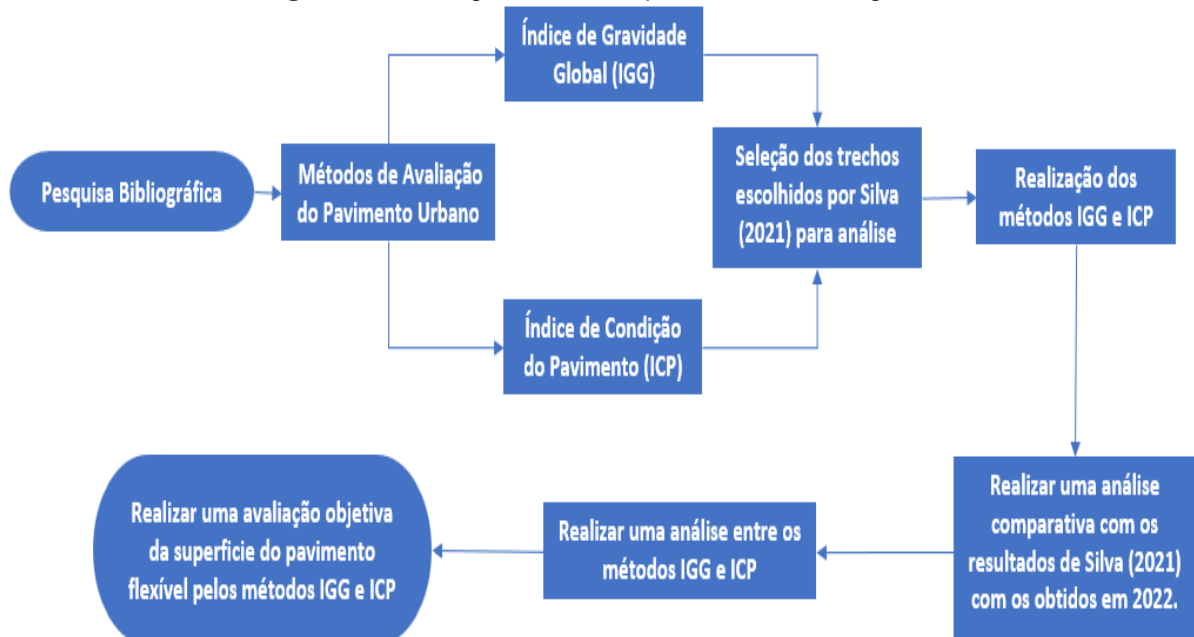 Índice de Gravidade
Global (IGG)
Pesquisa Bibliográfica
Métodos de Avaliação
do Pavimento Urbano
Índice de Condição
do Pavimento (ICP)
Seleção dos trechos
escolhidos por Silva
(2021) para análise
Realização dos
métodos IGG e ICP
Realizar uma análise
comparativa com os
resultados de Silva (2021)
com os obtidos em 2022.
Realizar uma análise entre os
métodos IGG e ICP
Realizar uma avaliação objetiva
da superficie do pavimento
flexível pelos métodos IGG e ICP